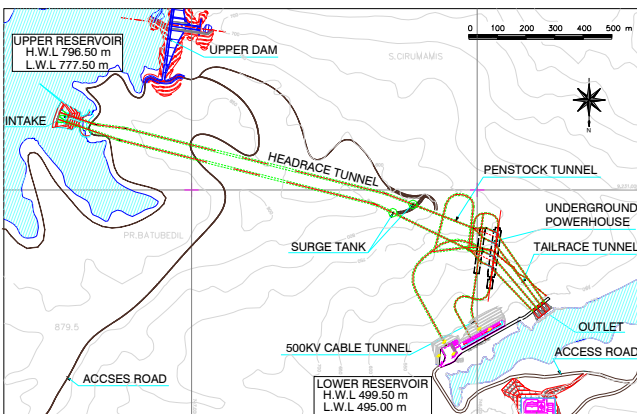 UPPER RESERVOIR
H.W.L 796.50 m
L.W.L 777.50 m
UPPER DAM
S.CIRUMAMIS
0 100 200 300 400 500 m
INTAKE
N
HEADRACE TUNNEL
PENSTOCK TUNNEL
UNDERGROUND
POWERHOUSE
SURGE TANK
PR.BATUBEDIL
TAILRACE TUNNEL
879.5
500KV CABLE TUNNEL
OUTLET
ACCESS ROAD
ACCSES ROAD
LOWER RESERVOIR
H.W.L 499.50 m
L.W.L 495.00 m